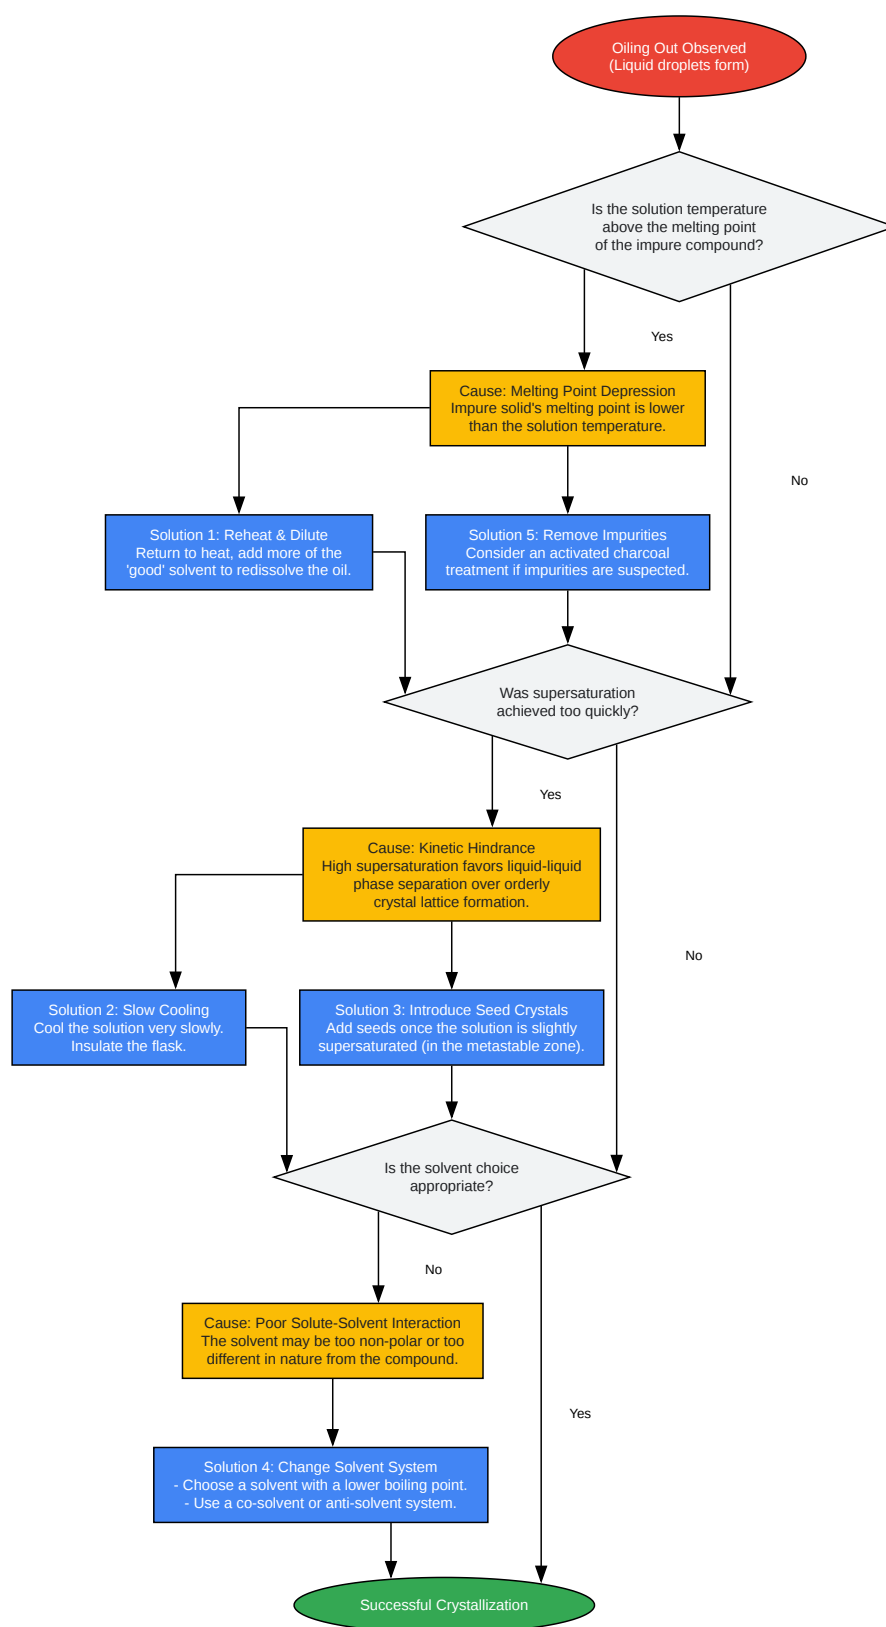 Oiling Out Observed
(Liquid droplets form)
Is the solution temperature
above the melting point
of the impure compound?
Yes
No
Cause: Melting Point Depression
Impure solid's melting point is lower
than the solution temperature.
Solution 1: Reheat & Dilute
Return to heat, add more of the
'good' solvent to redissolve the oil.
Solution 5: Remove Impurities
Consider an activated charcoal
treatment if impurities are suspected.
Was supersaturation
achieved too quickly?
Yes
No
Cause: Kinetic Hindrance
High supersaturation favors liquid-liquid
phase separation over orderly
crystal lattice formation.
Solution 2: Slow Cooling
Cool the solution very slowly.
Insulate the flask.
Solution 3: Introduce Seed Crystals
Add seeds once the solution is slightly
supersaturated (in the metastable zone).
Is the solvent choice
appropriate?
No
Yes
Cause: Poor Solute-Solvent Interaction
The solvent may be too non-polar or too
different in nature from the compound.
Solution 4: Change Solvent System
- Choose a solvent with a lower boiling point.
- Use a co-solvent or anti-solvent system.
Successful Crystallization